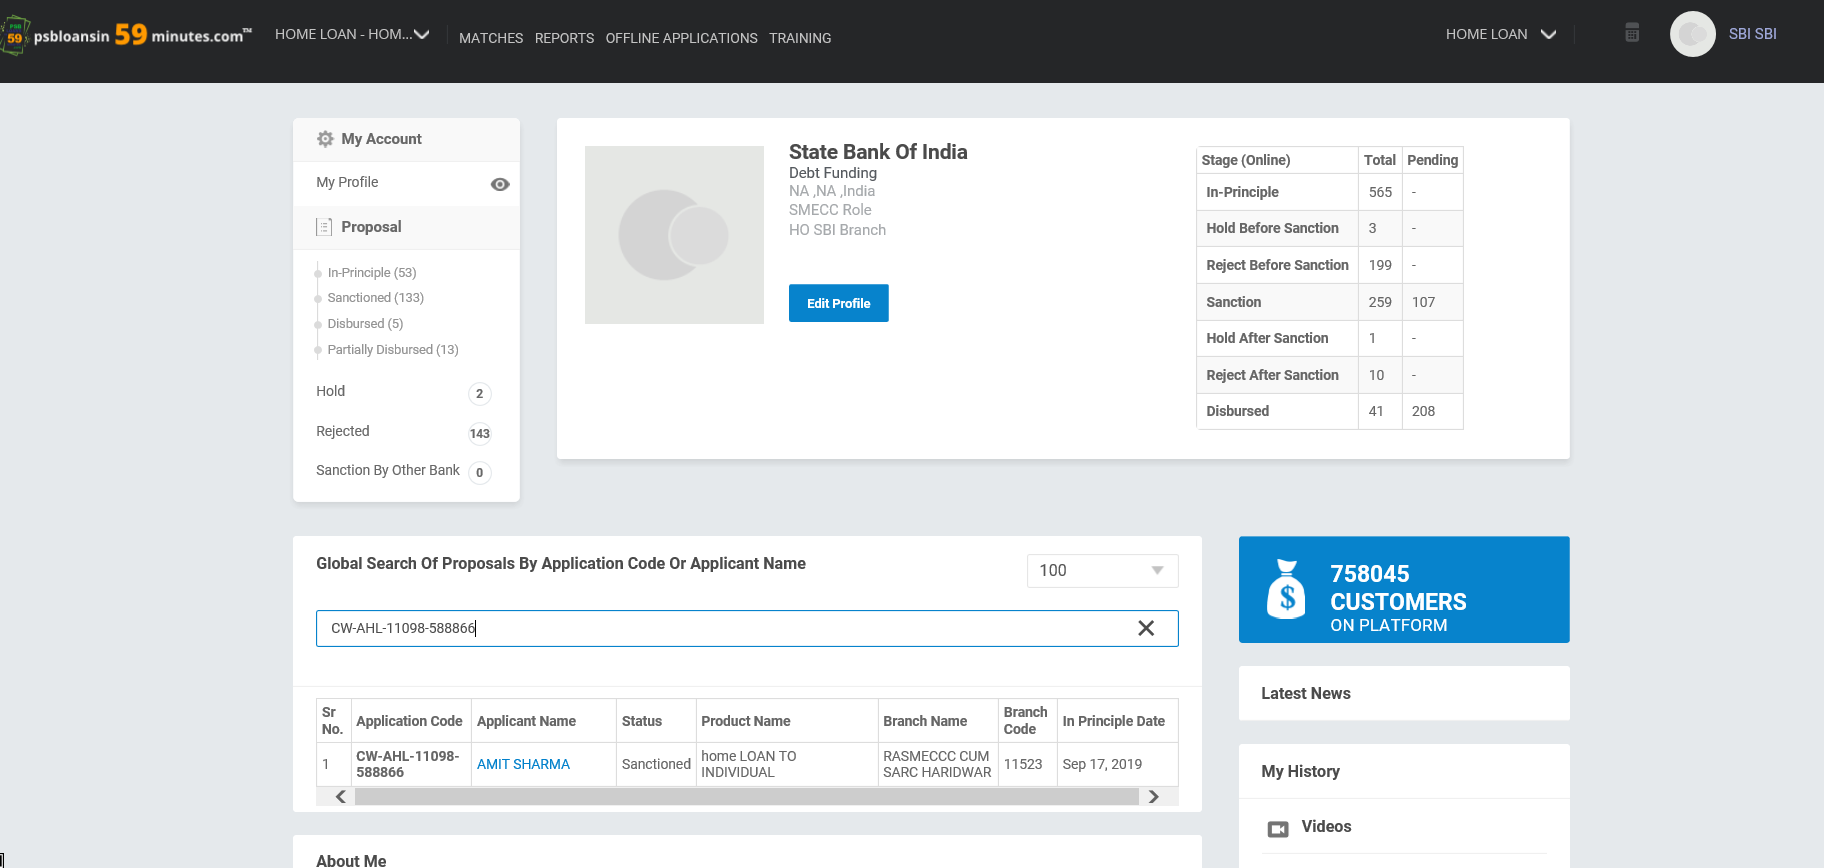 PSB
59
psbloansin 59 minutes.com™
HOME LOAN - HOM...
MATCHES REPORTS OFFLINE APPLICATIONS TRAINING
HOME LOAN
SBI SBI
My Account
My Profile
Proposal
In-Principle (53)
Sanctioned (133)
Disbursed (5)
Partially Disbursed (13)
Hold 2
Rejected 143
Sanction By Other Bank 0
State Bank Of India
Debt Funding
NA ,NA ,India
SMECC Role
HO SBI Branch
Edit Profile
Stage (Online) Total Pending
In-Principle 565 -
Hold Before Sanction 3 -
Reject Before Sanction 199 -
Sanction 259 107
Hold After Sanction 1 -
Reject After Sanction 10 -
Disbursed 41 208
Global Search Of Proposals By Application Code Or Applicant Name
100
CW-AHL-11098-588866
Sr No. Application Code Applicant Name Status Product Name Branch Name Branch Code In Principle Date
1 CW-AHL-11098-588866 AMIT SHARMA Sanctioned home LOAN TO INDIVIDUAL RASMECCC CUM SARC HARIDWAR 11523 Sep 17, 2019
About Me
$
758045
CUSTOMERS
ON PLATFORM
Latest News
My History
Videos